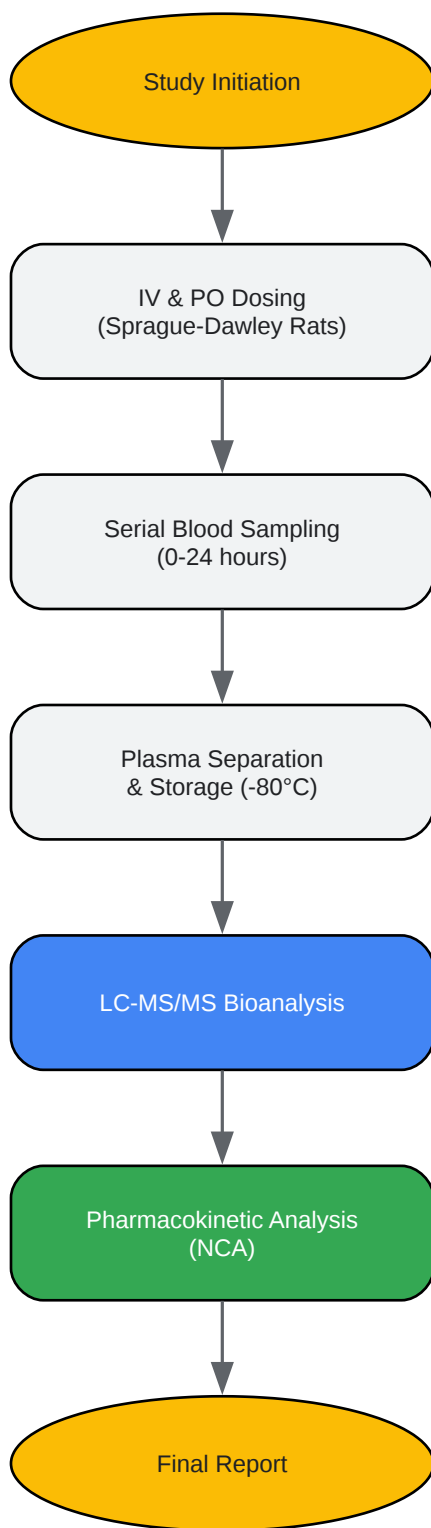 Study Initiation
IV & PO Dosing
(Sprague-Dawley Rats)
Serial Blood Sampling
(0-24 hours)
Plasma Separation
& Storage (-80°C)
LC-MS/MS Bioanalysis
Pharmacokinetic Analysis
(NCA)
Final Report